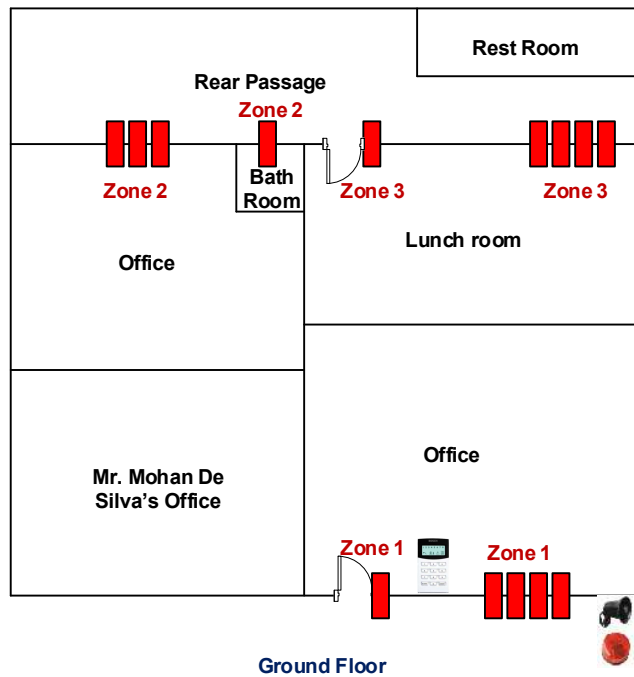 Rest Room
Rear Passage
Zone 2
Zone 2
Bath
Room
Zone 3
Zone 3
Lunch room
Office
Mr. Mohan De
Silva's Office
Office
Zone 1
Zone 1
Ground Floor